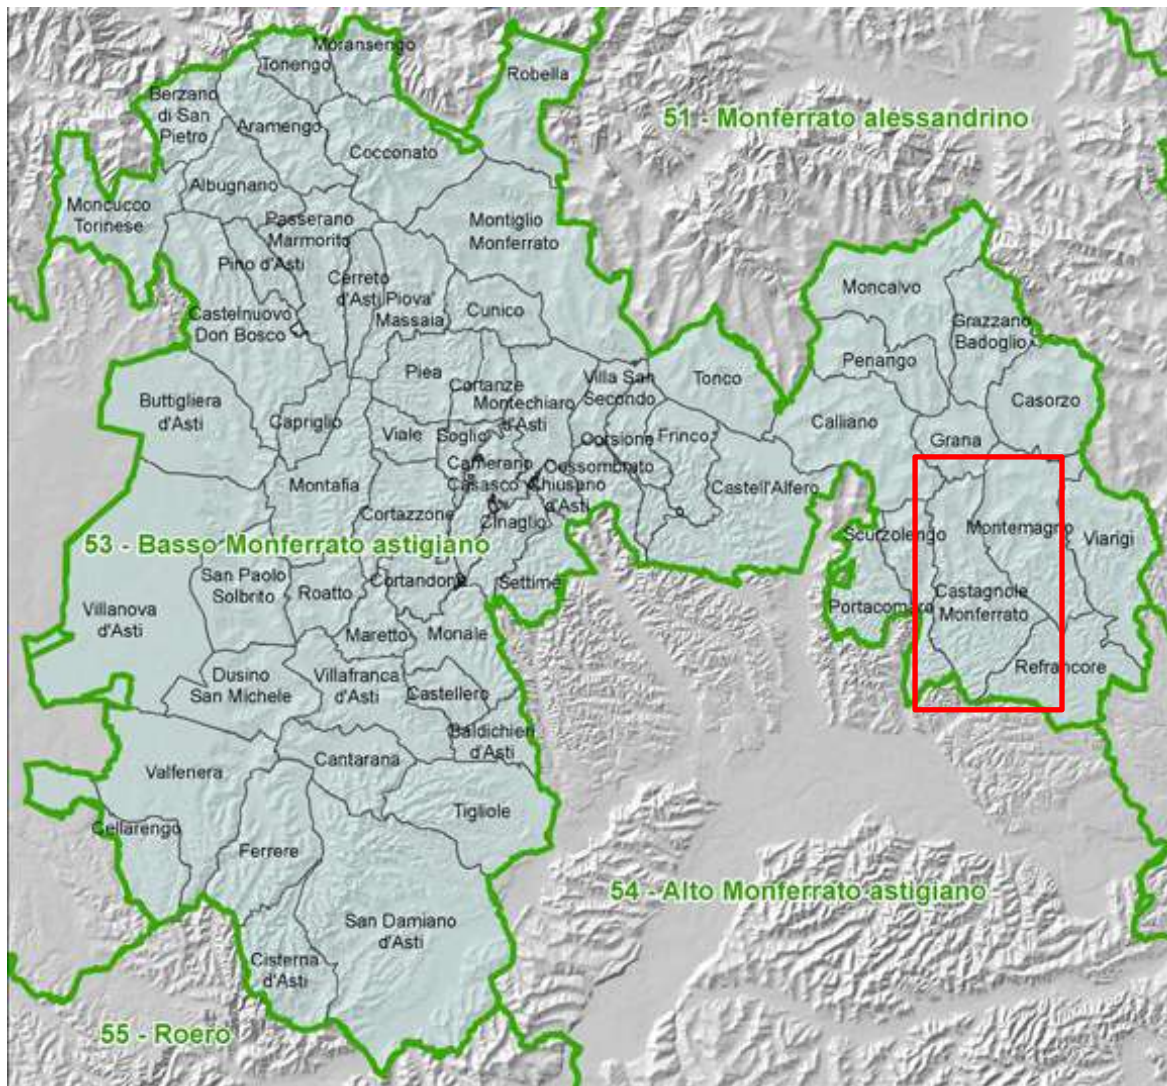 Moransengo
Tonengo
Robella
Berzano
di San
Pietro
Aramengo
51 - Monferrato alessandrino
Cocconato
Albugnano
Moncucco
Torinese
Passerano
Marmorito
Montiglio
Monferrato
Pino d'Asti
Cerreto
d'Asti
Piova'
Massaia
Moncalvo
Castelnuovo
Don Bosco
Cunico
Grazzano
Badoglio
Penango
Piea
Cortanze
Villa San
Secondo
Tonco
Buttigliera
d'Asti
Montechiaro
d'Asti
Casorzo
Capriglio
Viale
Soglio
Corsione
Frinco
Calliano
Grana
Camerano
Casasco
Cossombrato
Montafia
Chiusano
d'Asti
Castell'Alfero
Cortazzone
Cinaglio
Scurzolengo
Montemagno
Viarigi
53 - Basso Monferrato astigiano
San Paolo
Solbrito
Roatto
Cortandone
Settime
Castagnole
Monferrato
Portacomaro
Villanova
d'Asti
Maretto
Monale
Dusino
San Michele
Villafranca
d'Asti
Castellero
Refrancore
Baldichieri
d'Asti
Cantarana
Valfenera
Tigliole
Cellarengo
Ferrere
54 - Alto Monferrato astigiano
San Damiano
d'Asti
Cisterna
d'Asti
55 - Roero